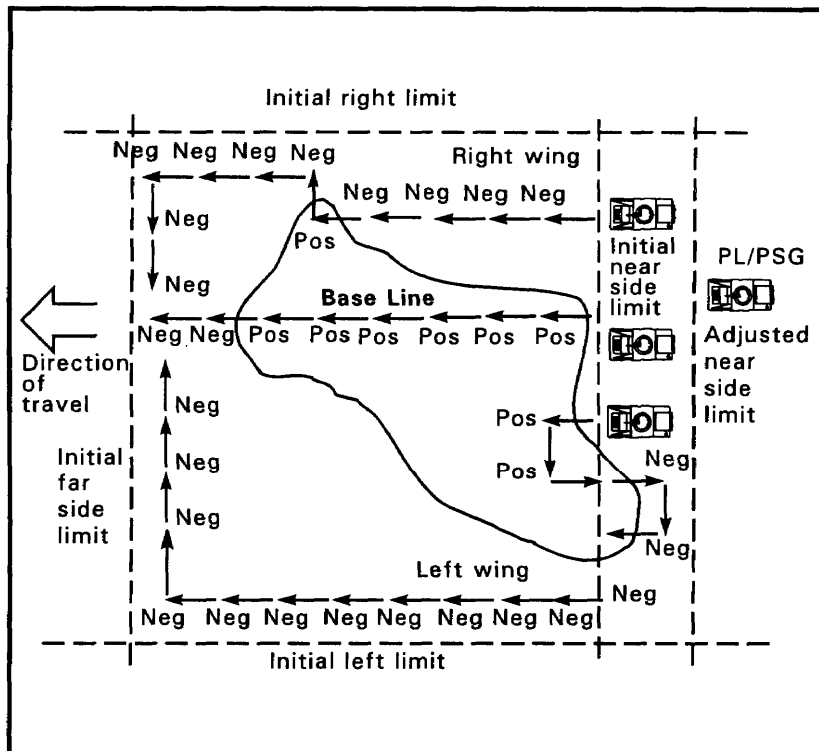 Initial right limit
Neg Neg Neg Neg
Right wing
Neg Neg Neg Neg
Neg
Pos
Initial
near
side
limit
PL/PSG
Neg
Base Line
Neg Neg Pos Pos Pos Pos Pos Pos
Adjusted
near
side
limit
Direction
of
travel
Neg
Pos
Initial
far
side
limit
Neg
Pos
Neg
Neg
Neg
Left wing
Neg
Neg Neg Neg Neg Neg Neg Neg Neg
Initial left limit